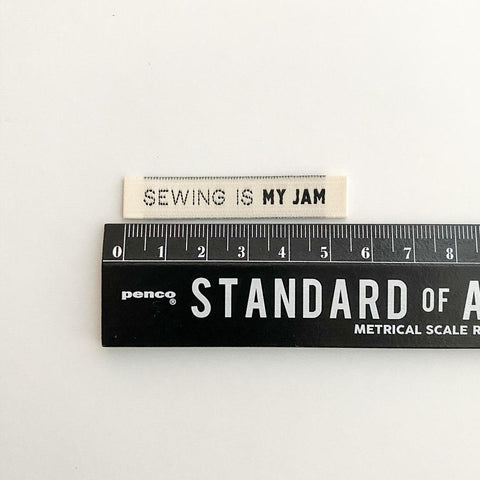 SEWING IS MY JAM
0 1 2 3 4 5 6 7 8
penco®
STANDARD OF A
METRICAL SCALE R